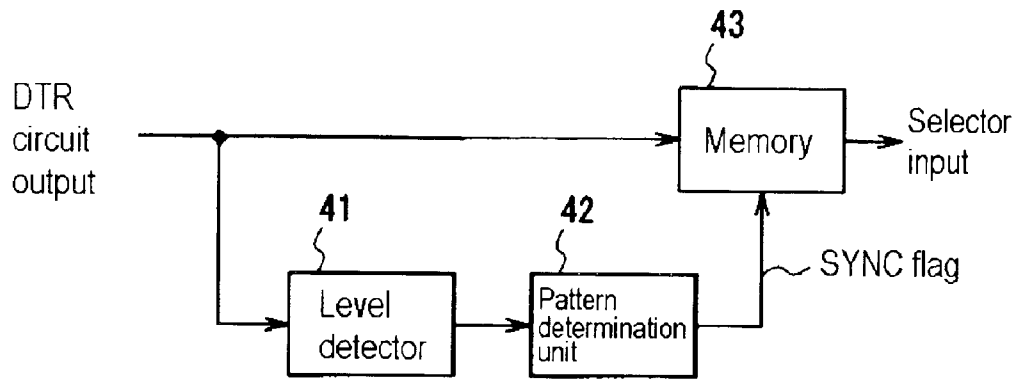 43
DTR
circuit
output
Memory
Selector
input
41
42
SYNC flag
Level
detector
Pattern
determination
unit